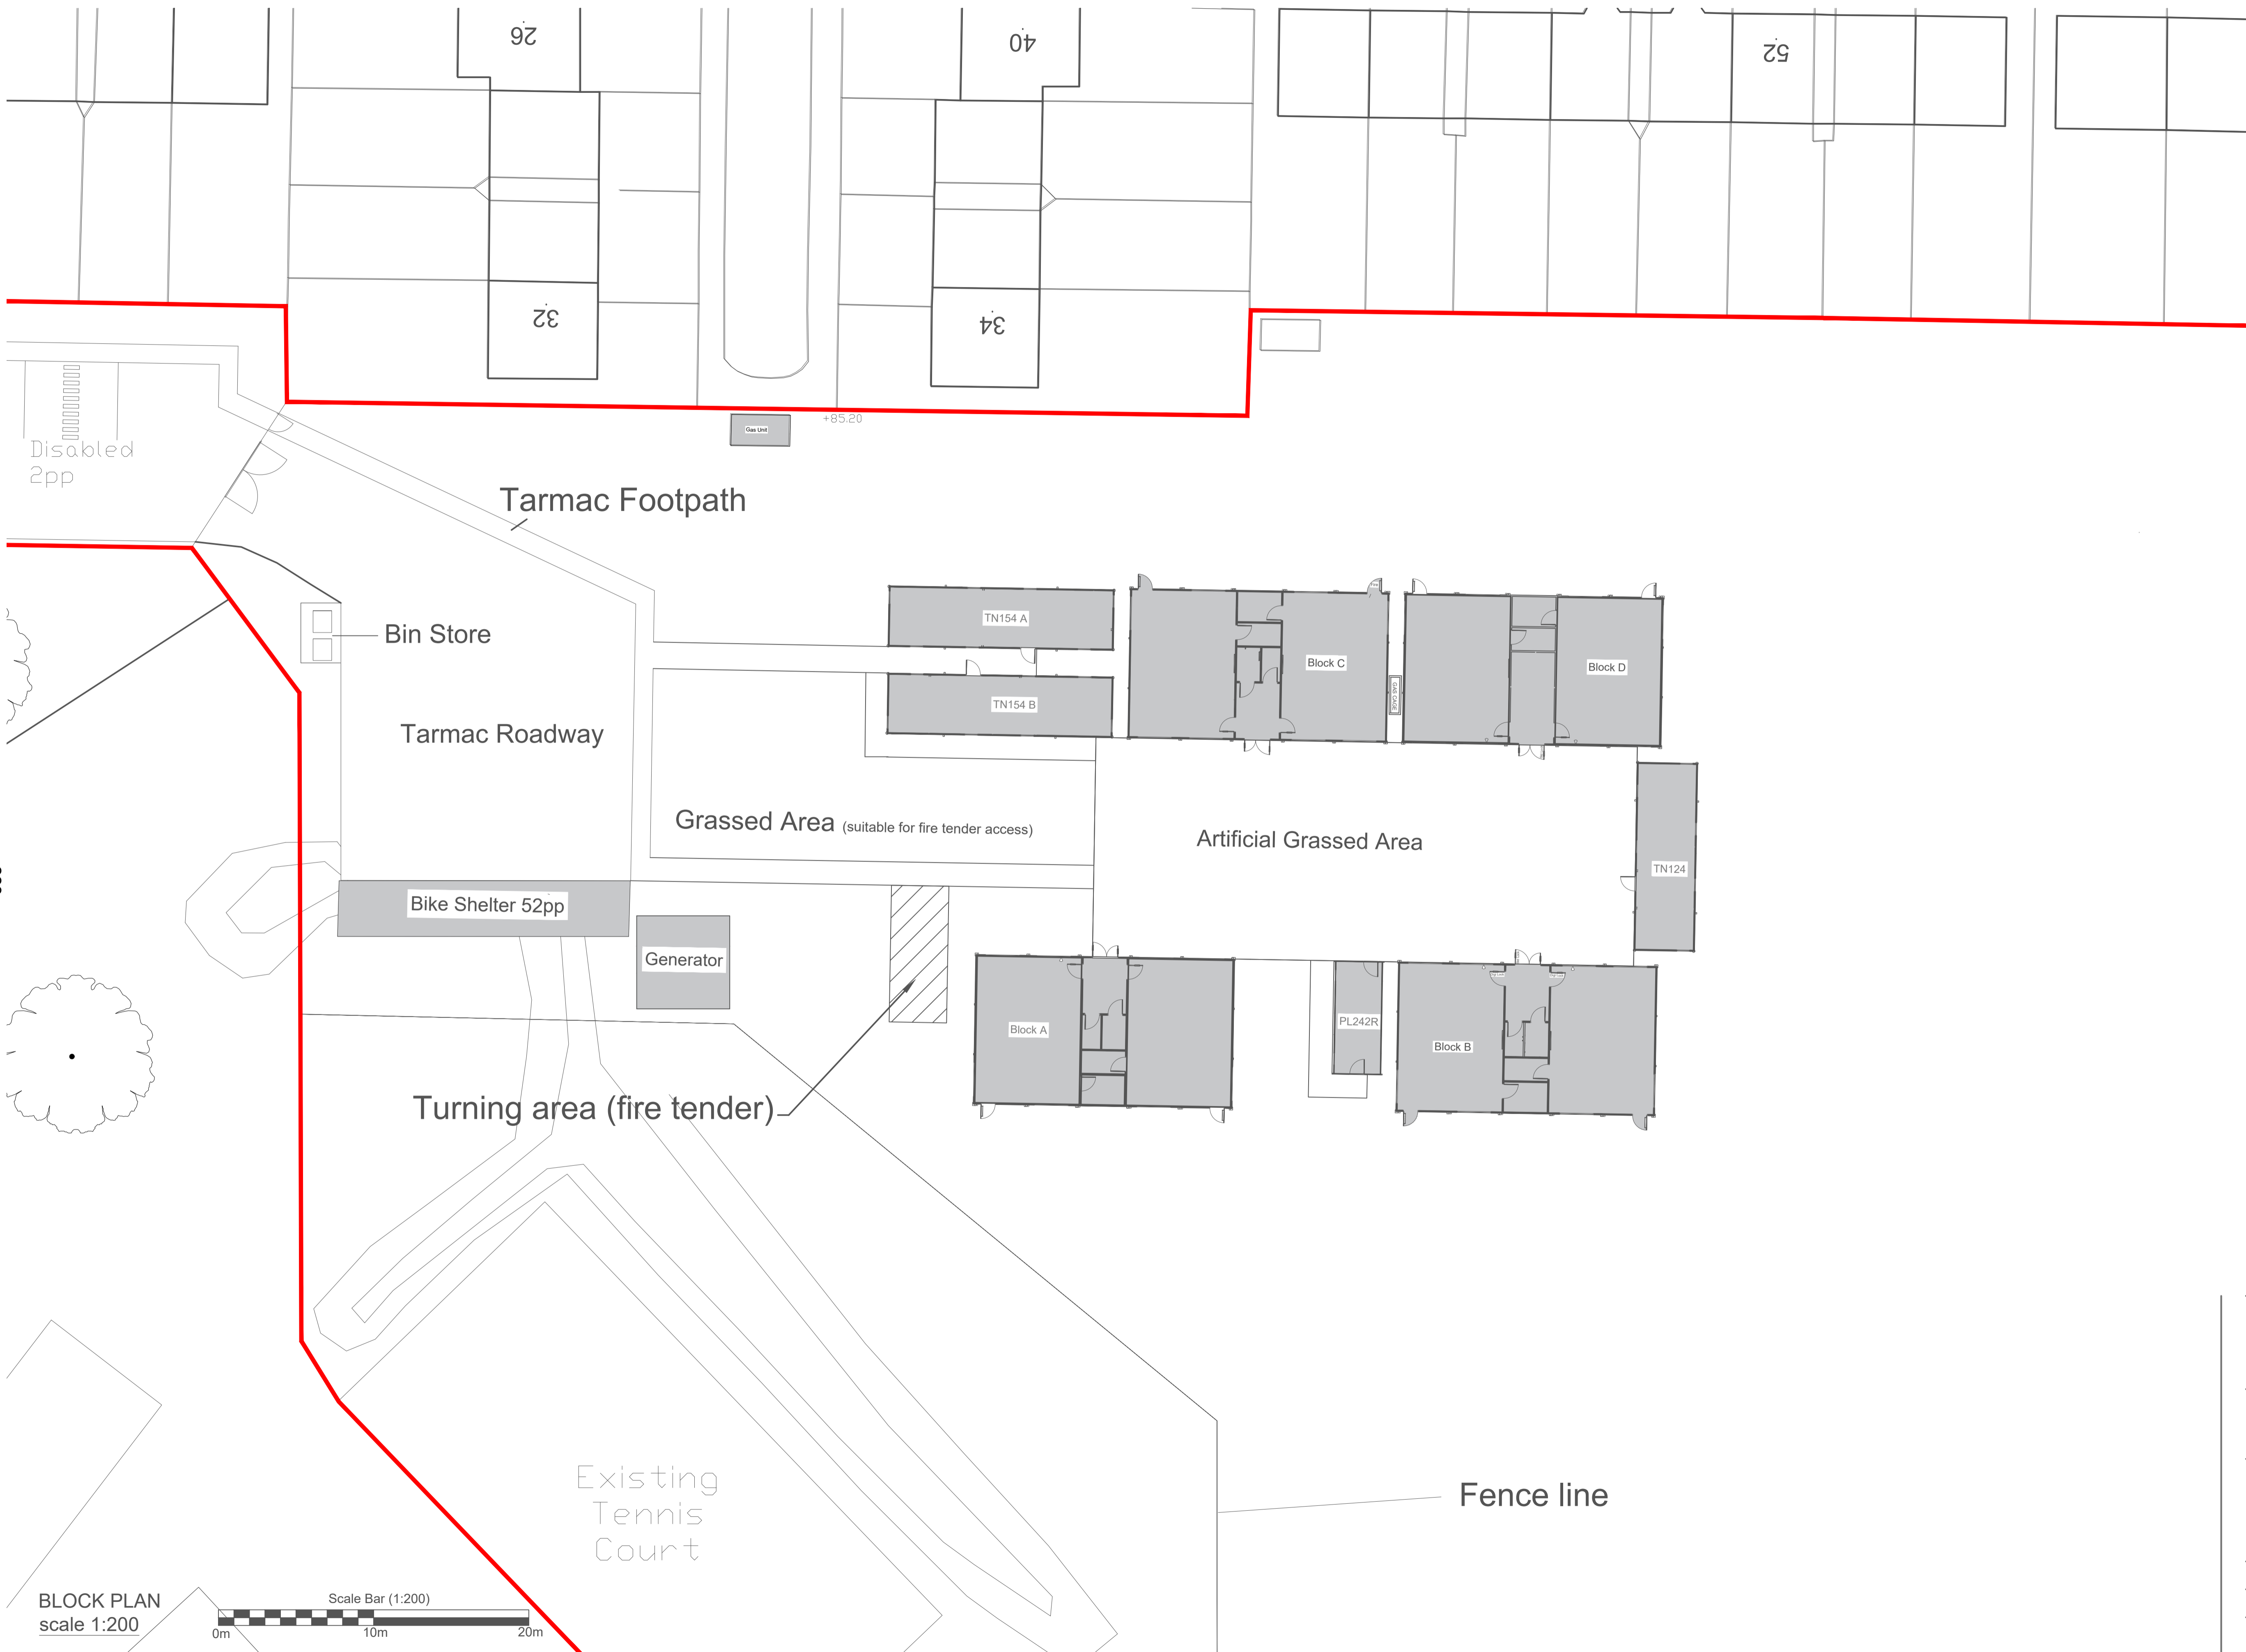 26
40
52
32
34
Gas Unit
+85.20
Disabled
2pp
Tarmac Footpath
Bin Store
TN154 A
Block C
Block D
GAS CAGE
TN154 B
Tarmac Roadway
Grassed Area (suitable for fire tender access)
Artificial Grassed Area
TN124
Bike Shelter 52pp
Generator
Block A
PL242R
Block B
Turning area (fire tender)
Existing
Tennis
Court
Fence line
BLOCK PLAN
scale 1:200
Scale Bar (1:200)
0m
10m
20m